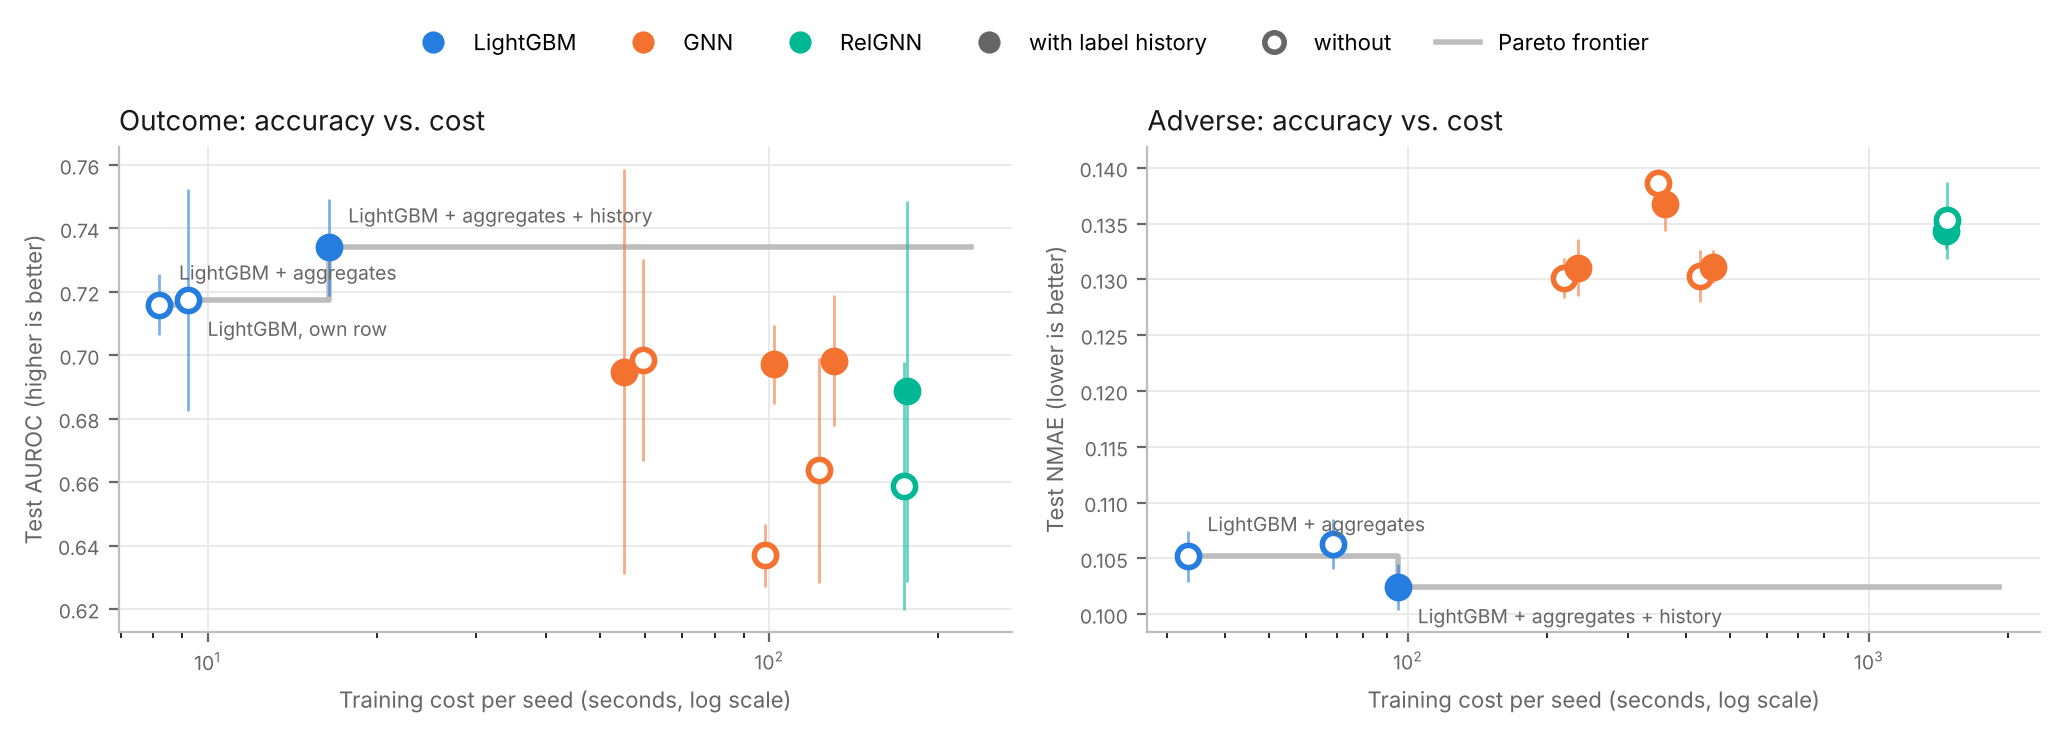 LightGBM GNN RelGNN with label history without Pareto frontier
Outcome: accuracy vs. cost
Test AUROC (higher is better)
0.76
0.74
0.72
0.70
0.68
0.66
0.64
0.62
LightGBM + aggregates + history
LightGBM + aggregates
LightGBM, own row
10¹ 10²
Training cost per seed (seconds, log scale)
Adverse: accuracy vs. cost
Test NMAE (lower is better)
0.140
0.135
0.130
0.125
0.120
0.115
0.110
0.105
0.100
LightGBM + aggregates
LightGBM + aggregates + history
10² 10³
Training cost per seed (seconds, log scale)